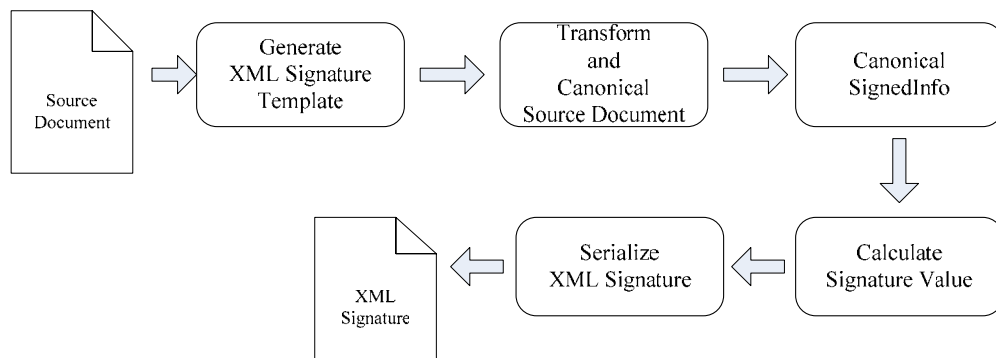 Source
Document
Generate
XML Signature
Template
Transform
and
Canonical
Source Document
Canonical
SignedInfo
Calculate
Signature Value
Serialize
XML Signature
XML
Signature